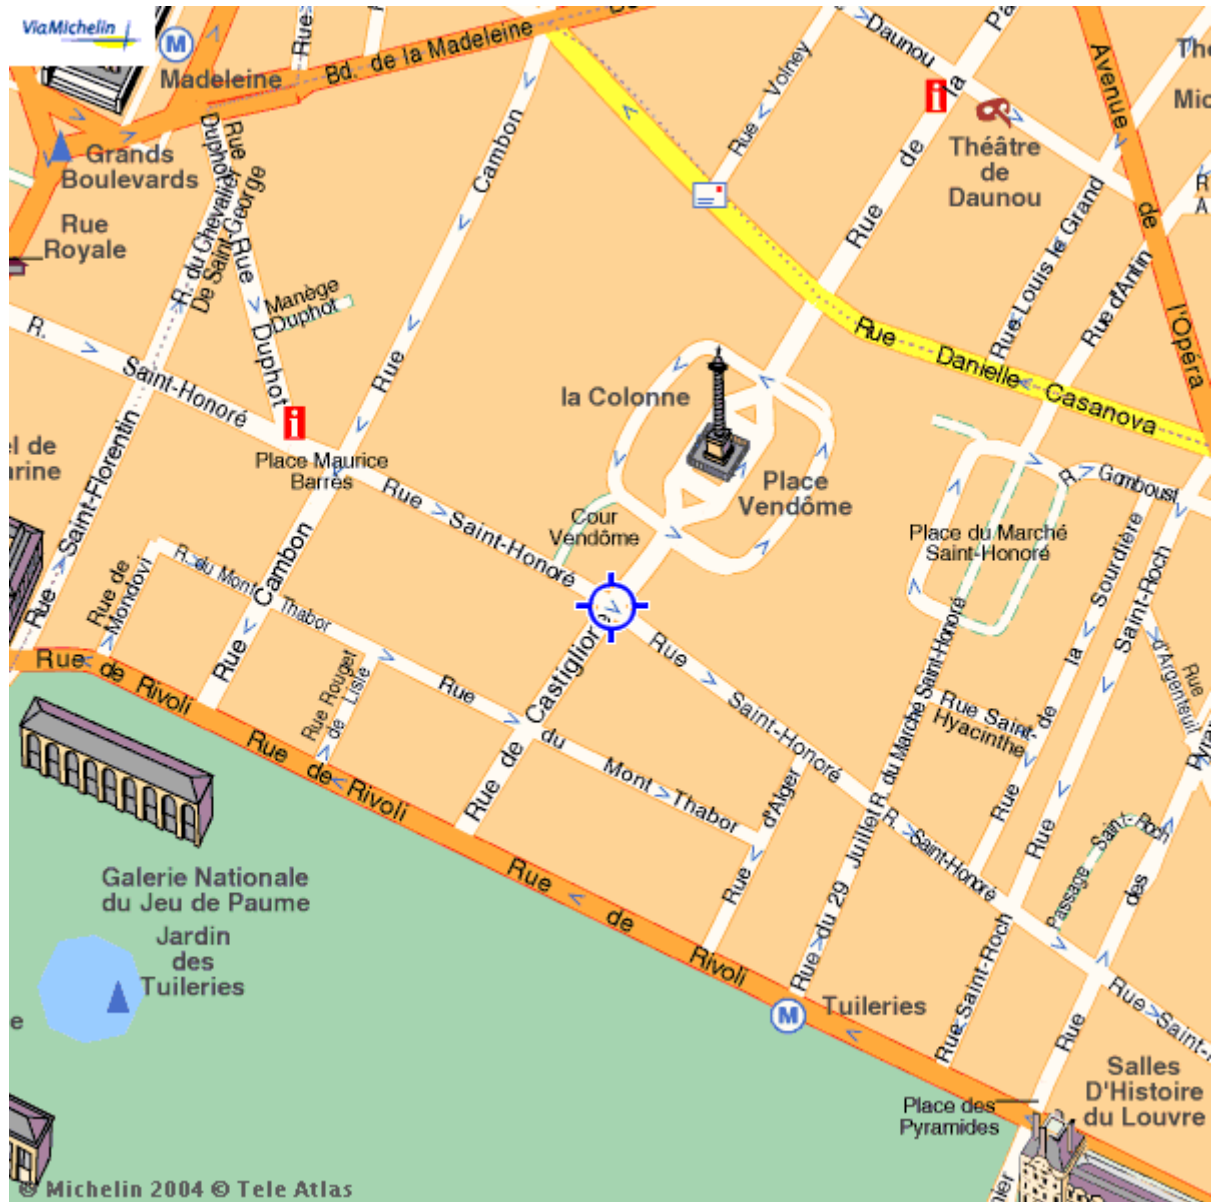 ViaMichelin
M
Madeleine
Bd. de la Madeleine
Rue
Daunou
Rue Volney
Avenue de l'Opéra
Grands
Boulevards
Rue
Duphot
Rue
Royale
R. du Chevalier
De Saint-George
Rue Duphot
Manège
Duphot
Rue Cambon
Rue de la
Théâtre
de
Daunou
Rue Louis le Grand
Rue d'Antin
Rue Danielle Casanova
R. Saint-Honoré
la Colonne
Place
Vendôme
Cour
Vendôme
Place Maurice
Barrès
Rue Saint-Honoré
Rue Saint-Florentin
el de
arine
R. Gomboust
Place du Marché
Saint-Honoré
Rue de
Mondovi
R. du Mont Thabor
Rue Cambon
Rue de la Sourdière
Rue Saint-Roch
Rue
d'Argenteuil
Rue de Rivoli
Rue Rouget
de Lisle
Rue de Castiglione
Rue du Mont Thabor
Rue Saint-Honoré
R. du Marché Saint-Honoré
Rue Saint-
Hyacinthe
Rue de Rivoli
Rue d'Alger
Rue du 29 Juillet
R. Saint-Honoré
Passage Saint-Roch
Rue des Pyra
Galerie Nationale
du Jeu de Paume
Jardin
des
Tuileries
Rue de Rivoli
M
Tuileries
Rue Saint-Roch
Rue Saint-
Salles
D'Histoire
du Louvre
Place des
Pyramides
© Michelin 2004 © Tele Atlas